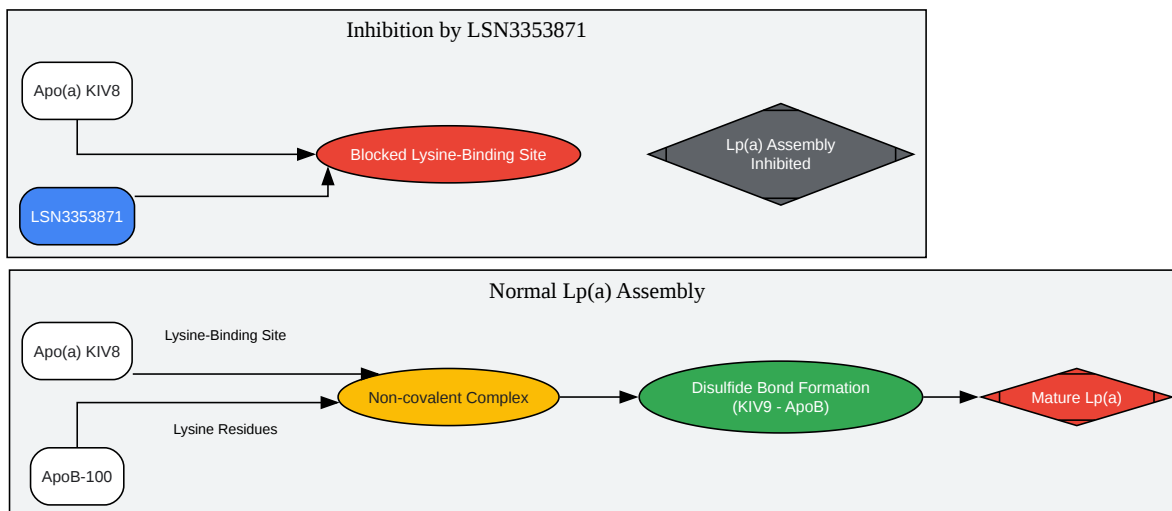 Inhibition by LSN3353871
Apo(a) KIV8
LSN3353871
Blocked Lysine-Binding Site
Lp(a) Assembly
Inhibited
Normal Lp(a) Assembly
Apo(a) KIV8
Lysine-Binding Site
Lysine Residues
ApoB-100
Non-covalent Complex
Disulfide Bond Formation
(KIV9 - ApoB)
Mature Lp(a)